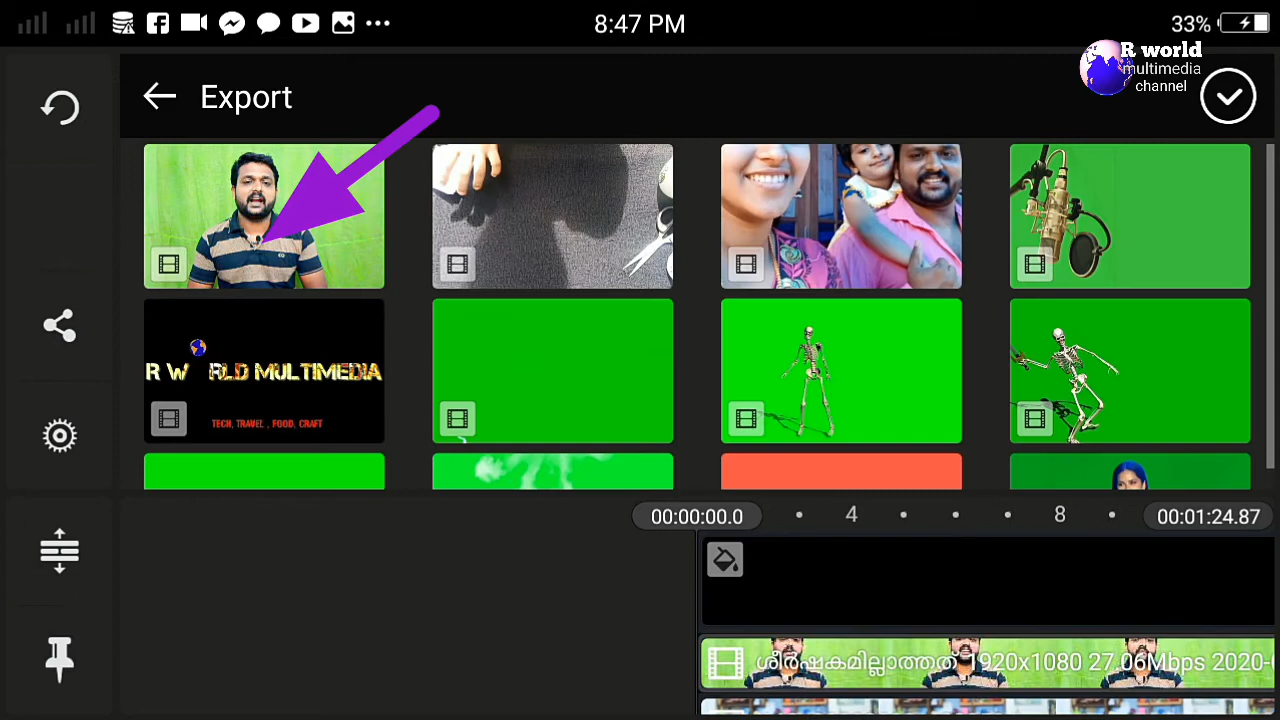 8:47 PM
33%
R world
multimedia
channel
Export
R W RLD MULTIMEDIA
TECH, TRAVEL , FOOD, CRAFT
00:00:00.0
4
8
00:01:24.87
ശീർഷകമില്ലാത്തത് 1920x1080 27.06Mbps 2020-